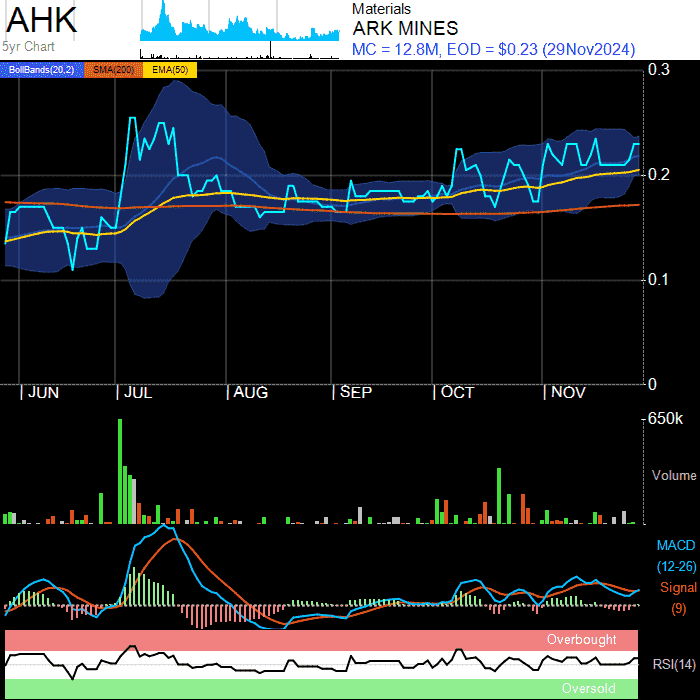 AHK
5yr Chart
Materials
ARK MINES
MC = 12.8M, EOD = $0.23 (29Nov2024)
BollBands(20,2) SMA(200) EMA(50)
0.3
0.2
0.1
0
JUN JUL AUG SEP OCT NOV
650k
Volume
MACD
(12-26)
Signal
(9)
Overbought
RSI(14)
Oversold